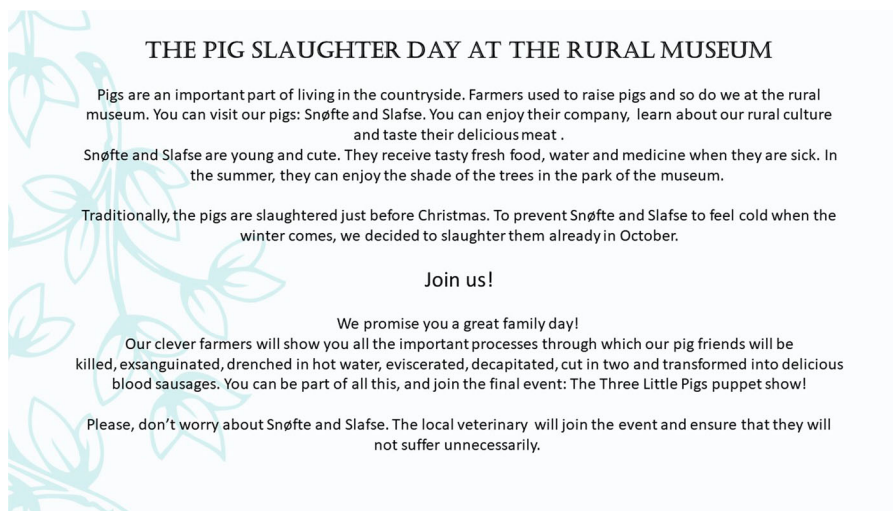 THE PIG SLAUGHTER DAY AT THE RURAL MUSEUM
Pigs are an important part of living in the countryside. Farmers used to raise pigs and so do we at the rural
museum. You can visit our pigs: Snøfte and Slafse. You can enjoy their company, learn about our rural culture
and taste their delicious meat .
Snøfte and Slafse are young and cute. They receive tasty fresh food, water and medicine when they are sick. In
the summer, they can enjoy the shade of the trees in the park of the museum.
Traditionally, the pigs are slaughtered just before Christmas. To prevent Snøfte and Slafse to feel cold when the
winter comes, we decided to slaughter them already in October.
Join us!
We promise you a great family day!
Our clever farmers will show you all the important processes through which our pig friends will be
killed, exsanguinated, drenched in hot water, eviscerated, decapitated, cut in two and transformed into delicious
blood sausages. You can be part of all this, and join the final event: The Three Little Pigs puppet show!
Please, don’t worry about Snøfte and Slafse. The local veterinary will join the event and ensure that they will
not suffer unnecessarily.